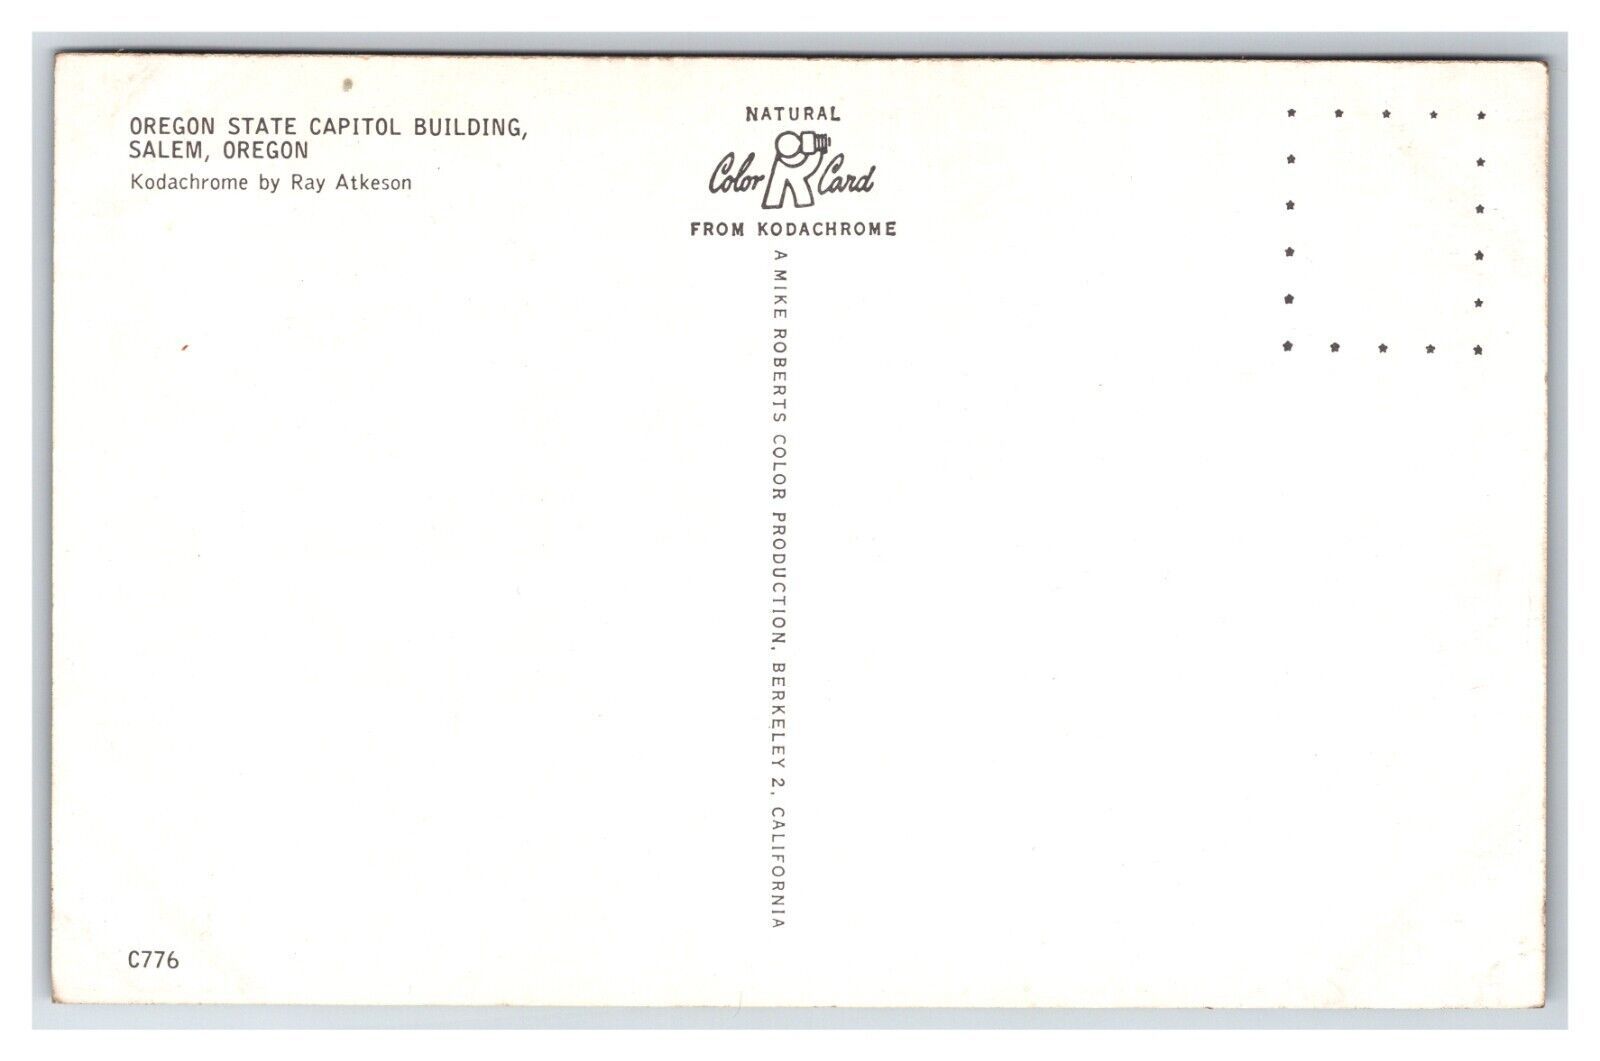 OREGON STATE CAPITOL BUILDING,
SALEM, OREGON
Kodachrome by Ray Atkeson
NATURAL
Color Card
FROM KODACHROME
A MIKE ROBERTS COLOR PRODUCTION, BERKELEY 2, CALIFORNIA
C776